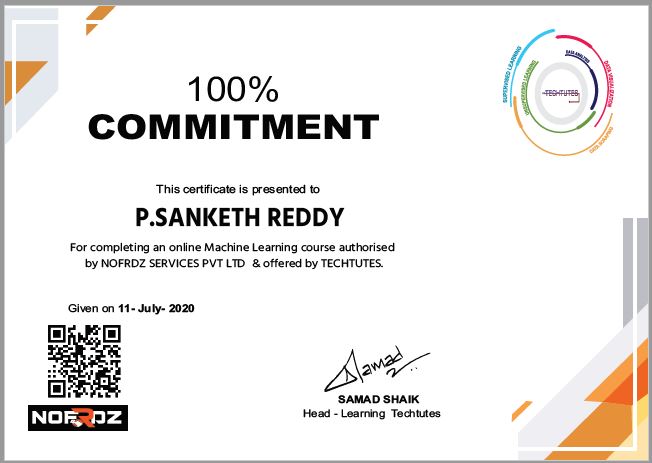 100%
COMMITMENT
SUPERVISED LEARNING
DATA ANALYSIS
UNSUPERVISED LEARNING
DATA VISUALIZATION
TECHTUTES
DATA SCRAPING
This certificate is presented to
P.SANKETH REDDY
For completing an online Machine Learning course authorised
by NOFRDZ SERVICES PVT LTD & offered by TECHTUTES.
Given on 11- July- 2020
NOFRDZ
Samad
SAMAD SHAIK
Head - Learning Techtutes